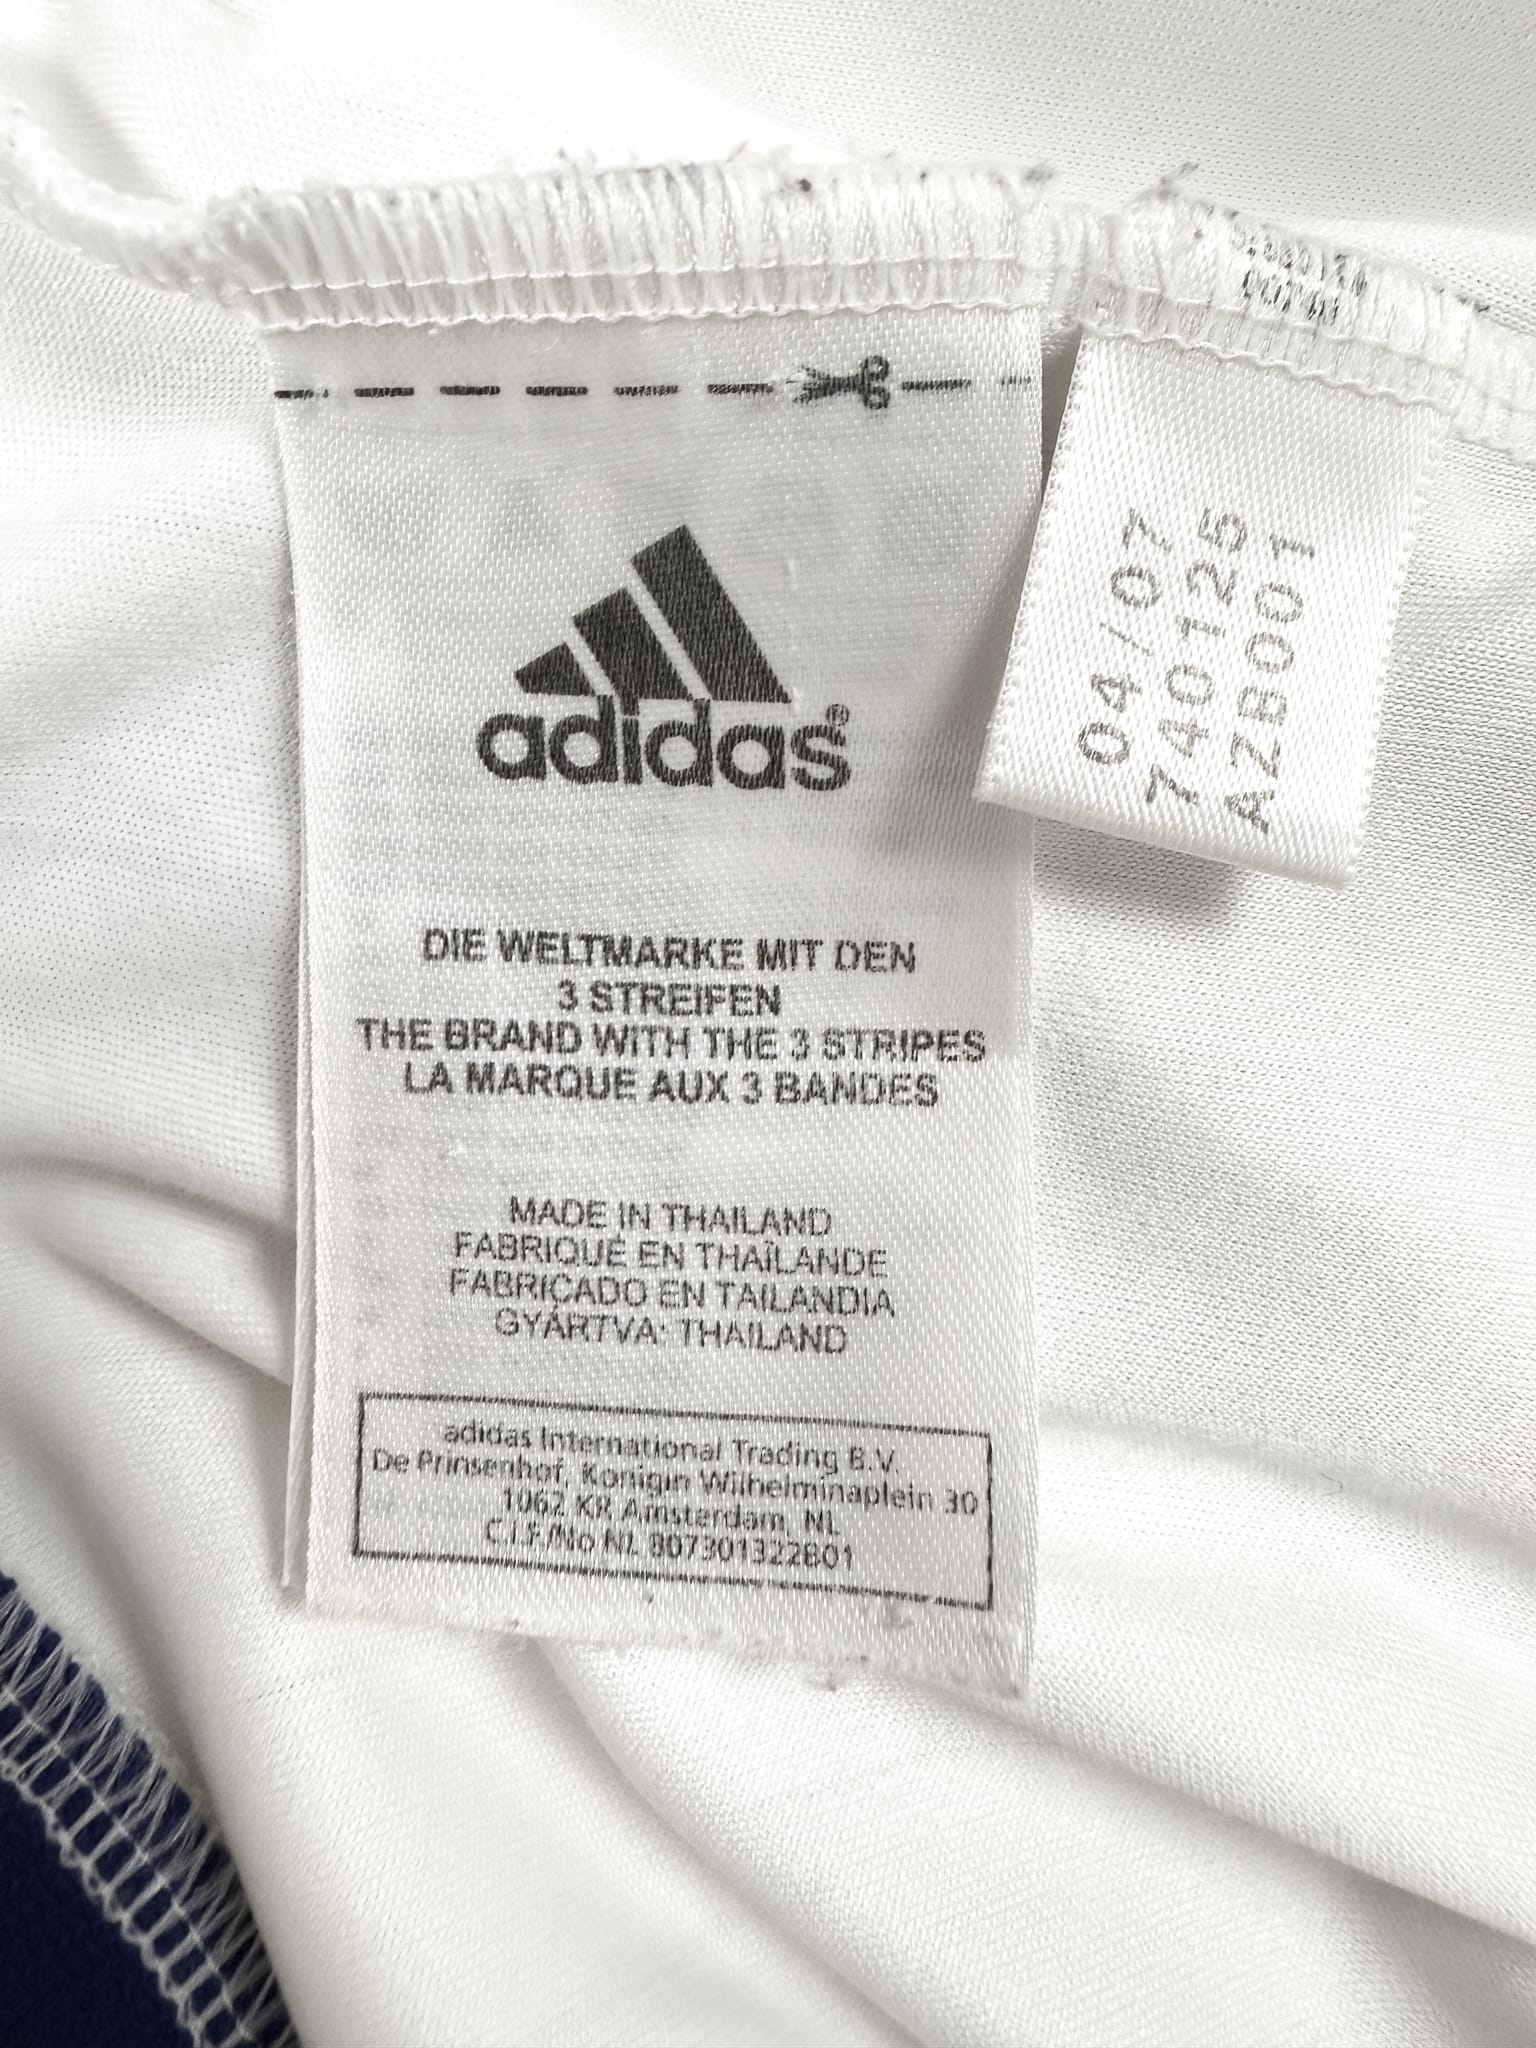 adidas®
DIE WELTMARKE MIT DEN
3 STREIFEN
THE BRAND WITH THE 3 STRIPES
LA MARQUE AUX 3 BANDES
MADE IN THAILAND
FABRIQUÉ EN THAÏLANDE
FABRICADO EN TAILANDIA
GYÁRTVA: THAILAND
adidas International Trading B.V.
De Prinsenhof, Konigin Wilhelminaplein 30
1062 KR Amsterdam, NL
C.I.F./No NL 807301322B01
04/07
740125
AZB001